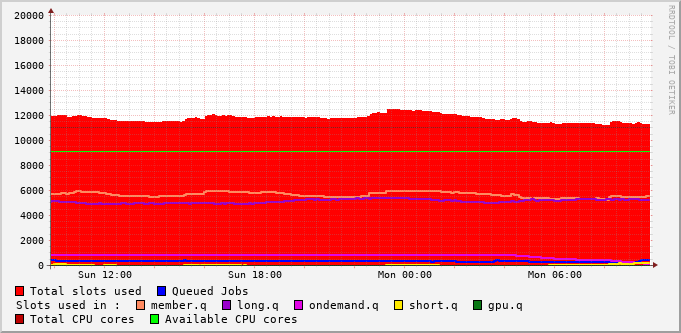 RRDTOOL / TOBI OETIKER
20000
18000
16000
14000
12000
10000
8000
6000
4000
2000
0
Sun 12:00 Sun 18:00 Mon 00:00 Mon 06:00
Total slots used Queued Jobs
Slots used in : member.q long.q ondemand.q short.q gpu.q
Total CPU cores Available CPU cores